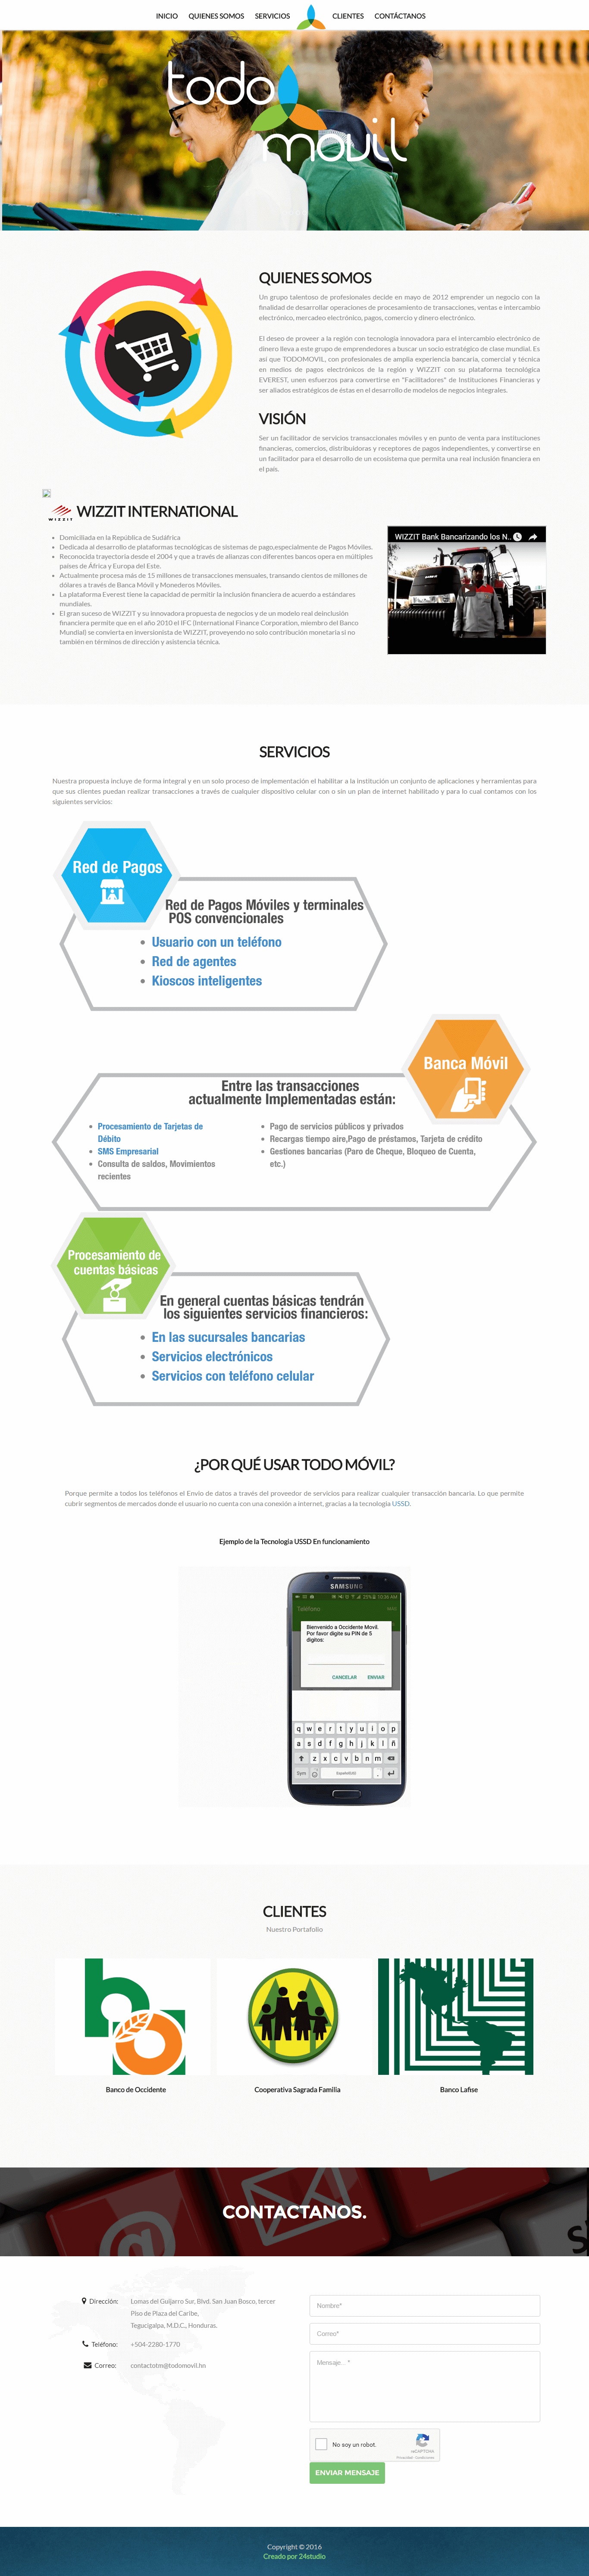 INICIO QUIENES SOMOS SERVICIOS CLIENTES CONTÁCTANOS
todo
movil
QUIENES SOMOS
Un grupo talentoso de profesionales decide en mayo de 2012 emprender un negocio con la
finalidad de desarrollar operaciones de procesamiento de transacciones, ventas e intercambio
electrónico, mercadeo electrónico, pagos, comercio y dinero electrónico.
El deseo de proveer a la región con tecnología innovadora para el intercambio electrónico de
dinero lleva a este grupo de emprendedores a buscar un socio estratégico de clase mundial. Es
así que TODOMOVIL, con profesionales de amplia experiencia bancaria, comercial y técnica
en medios de pagos electrónicos de la región y WIZZIT con su plataforma tecnológica
EVEREST, unen esfuerzos para convertirse en "Facilitadores" de Instituciones Financieras y
ser aliados estratégicos de éstas en el desarrollo de modelos de negocios integrales.
VISIÓN
Ser un facilitador de servicios transaccionales móviles y en punto de venta para instituciones
financieras, comercios, distribuidoras y receptores de pagos independientes, y convertirse en
un facilitador para el desarrollo de un ecosistema que permita una real inclusión financiera en
el país.
WIZZIT WIZZIT INTERNATIONAL
Domiciliada en la República de Sudáfrica
Dedicada al desarrollo de plataformas tecnológicas de sistemas de pago,especialmente de Pagos Móviles.
Reconocida trayectoria desde el 2004 y que a través de alianzas con diferentes bancos opera en múltiples
países de África y Europa del Este.
Actualmente procesa más de 15 millones de transacciones mensuales, transando cientos de millones de
dólares a través de Banca Móvil y Monederos Móviles.
La plataforma Everest tiene la capacidad de permitir la inclusión financiera de acuerdo a estándares
mundiales.
El gran suceso de WIZZIT y su innovadora propuesta de negocios y de un modelo real deinclusión
financiera permite que en el año 2010 el IFC (International Finance Corporation, miembro del Banco
Mundial) se convierta en inversionista de WIZZIT, proveyendo no solo contribución monetaria si no
también en términos de dirección y asistencia técnica.
WIZZIT Bank Bancarizando los N...
SERVICIOS
Nuestra propuesta incluye de forma integral y en un solo proceso de implementación el habilitar a la institución un conjunto de aplicaciones y herramientas para
que sus clientes puedan realizar transacciones a través de cualquier dispositivo celular con o sin un plan de internet habilitado y para lo cual contamos con los
siguientes servicios:
Red de Pagos
Red de Pagos Móviles y terminales
POS convencionales
Usuario con un teléfono
Red de agentes
Kioscos inteligentes
Banca Móvil
Entre las transacciones
actualmente Implementadas están:
Procesamiento de Tarjetas de
Débito
SMS Empresarial
Consulta de saldos, Movimientos
recientes
Pago de servicios públicos y privados
Recargas tiempo aire,Pago de préstamos, Tarjeta de crédito
Gestiones bancarias (Paro de Cheque, Bloqueo de Cuenta,
etc.)
Procesamiento de
cuentas básicas
En general cuentas básicas tendrán
los siguientes servicios financieros:
En las sucursales bancarias
Servicios electrónicos
Servicios con teléfono celular
¿POR QUÉ USAR TODO MÓVIL?
Porque permite a todos los teléfonos el Envío de datos a través del proveedor de servicios para realizar cualquier transacción bancaria. Lo que permite
cubrir segmentos de mercados donde el usuario no cuenta con una conexión a internet, gracias a la tecnología USSD.
Ejemplo de la Tecnologia USSD En funcionamiento
SAMSUNG
Teléfono
Bienvenido a Occidente Movil.
Por favor digite su PIN de 5
digitos:
CANCELAR ENVIAR
q w e r t y u i o p
a s d f g h j k l ñ
z x c v b n m
Sym Español(US) .
CLIENTES
Nuestro Portafolio
Banco de Occidente
Cooperativa Sagrada Familia
Banco Lafise
CONTACTANOS.
Dirección: Lomas del Guijarro Sur, Blvd. San Juan Bosco, tercer
Piso de Plaza del Caribe,
Tegucigalpa, M.D.C., Honduras.
Teléfono: +504-2280-1770
Correo: contactotm@todomovil.hn
Nombre*
Correo*
Mensaje... *
No soy un robot.
reCAPTCHA
Privacidad - Condiciones
ENVIAR MENSAJE
Copyright © 2016
Creado por 24studio